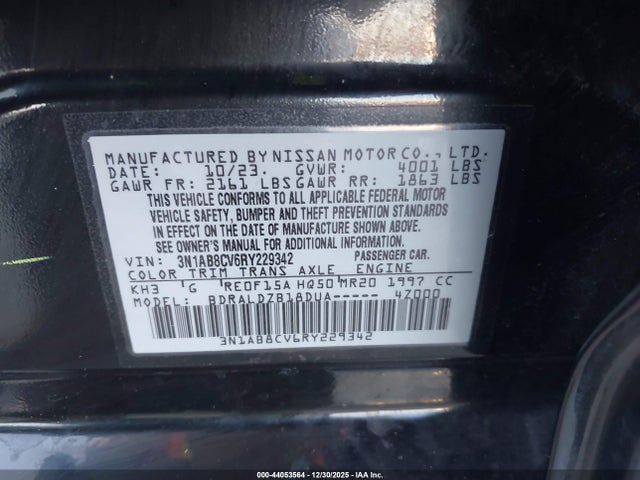 MANUFACTURED BY NISSAN MOTOR CO., LTD.
DATE: 10/23. GVWR: 4001 LBS
GAWR FR: 2161 LBS GAWR RR: 1863 LBS
THIS VEHICLE CONFORMS TO ALL APPLICABLE FEDERAL MOTOR
VEHICLE SAFETY, BUMPER AND THEFT PREVENTION STANDARDS
IN EFFECT ON THE DATE OF MANUFACTURE SHOWN ABOVE.
SEE OWNER'S MANUAL FOR ADDITIONAL INFORMATION
VIN: 3N1AB8CV6RY229342 PASSENGER CAR.
COLOR TRIM TRANS AXLE ENGINE
KH3 G RE0F15A HQ50 MR20 1997 CC
MODEL: BDRALDZB18DUA----- 4Z000
3N1AB8CV6RY229342
000-44053564 - 12/30/2025 - IAA Inc.